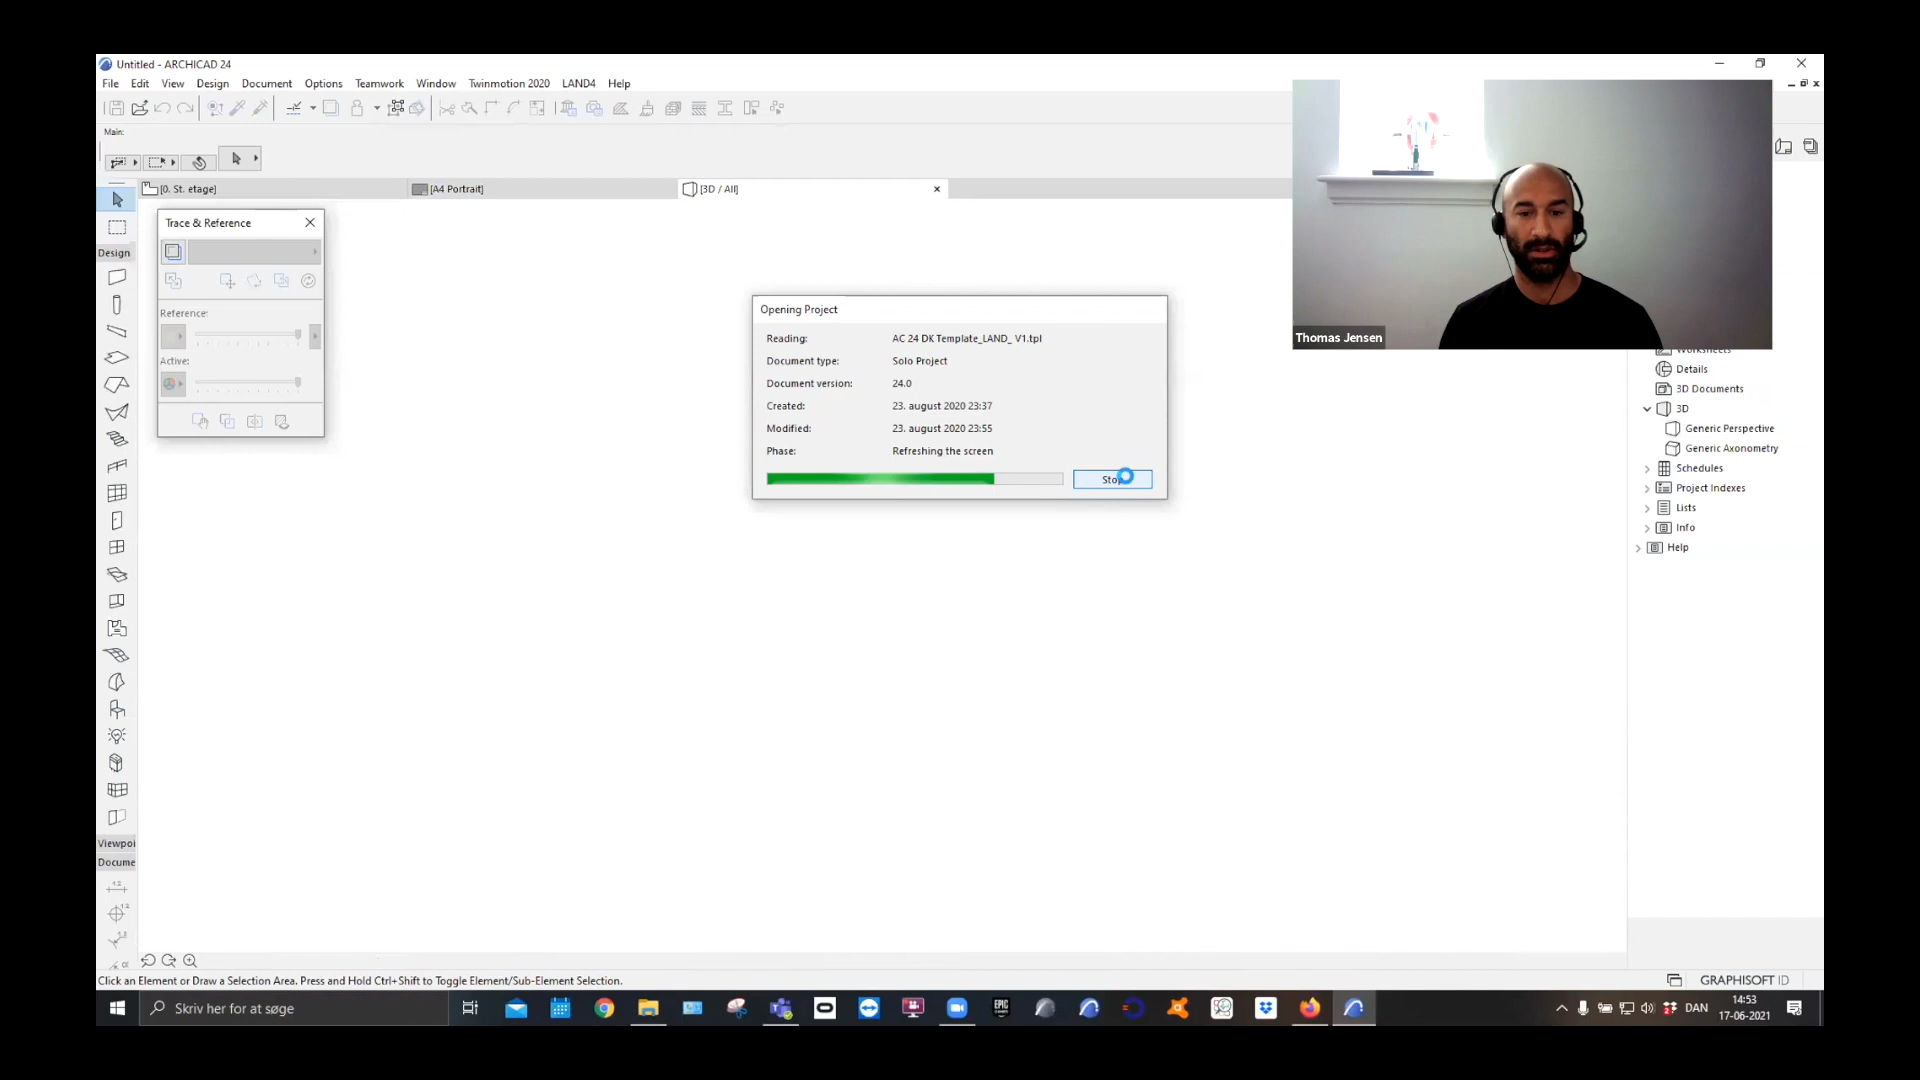 Untitled - ARCHICAD 24
File Edit View Design Document Options Teamwork Window Twinmotion 2020 LAND4 Help
Main:
[0. St. etage]
[A4 Portrait]
[3D / All]
Trace & Reference
Reference:
Active:
Design
Viewpoi
Docume
Opening Project
Reading: AC 24 DK Template_LAND_ V1.tpl
Document type: Solo Project
Document version: 24.0
Created: 23. august 2020 23:37
Modified: 23. august 2020 23:55
Phase: Refreshing the screen
Stop
Thomas Jensen
Worksheets
Details
3D Documents
3D
Generic Perspective
Generic Axonometry
Schedules
Project Indexes
Lists
Info
Help
Click an Element or Draw a Selection Area. Press and Hold Ctrl+Shift to Toggle Element/Sub-Element Selection.
GRAPHISOFT ID
Skriv her for at søge
EPIC
DAN
14:53
17-06-2021